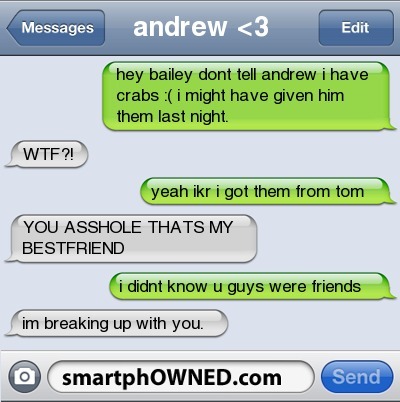 Messages andrew <3 Edit
hey bailey dont tell andrew i have
crabs :( i might have given him
them last night.
WTF?!
yeah ikr i got them from tom
YOU ASSHOLE THATS MY
BESTFRIEND
i didnt know u guys were friends
im breaking up with you.
smartphOWNED.com Send